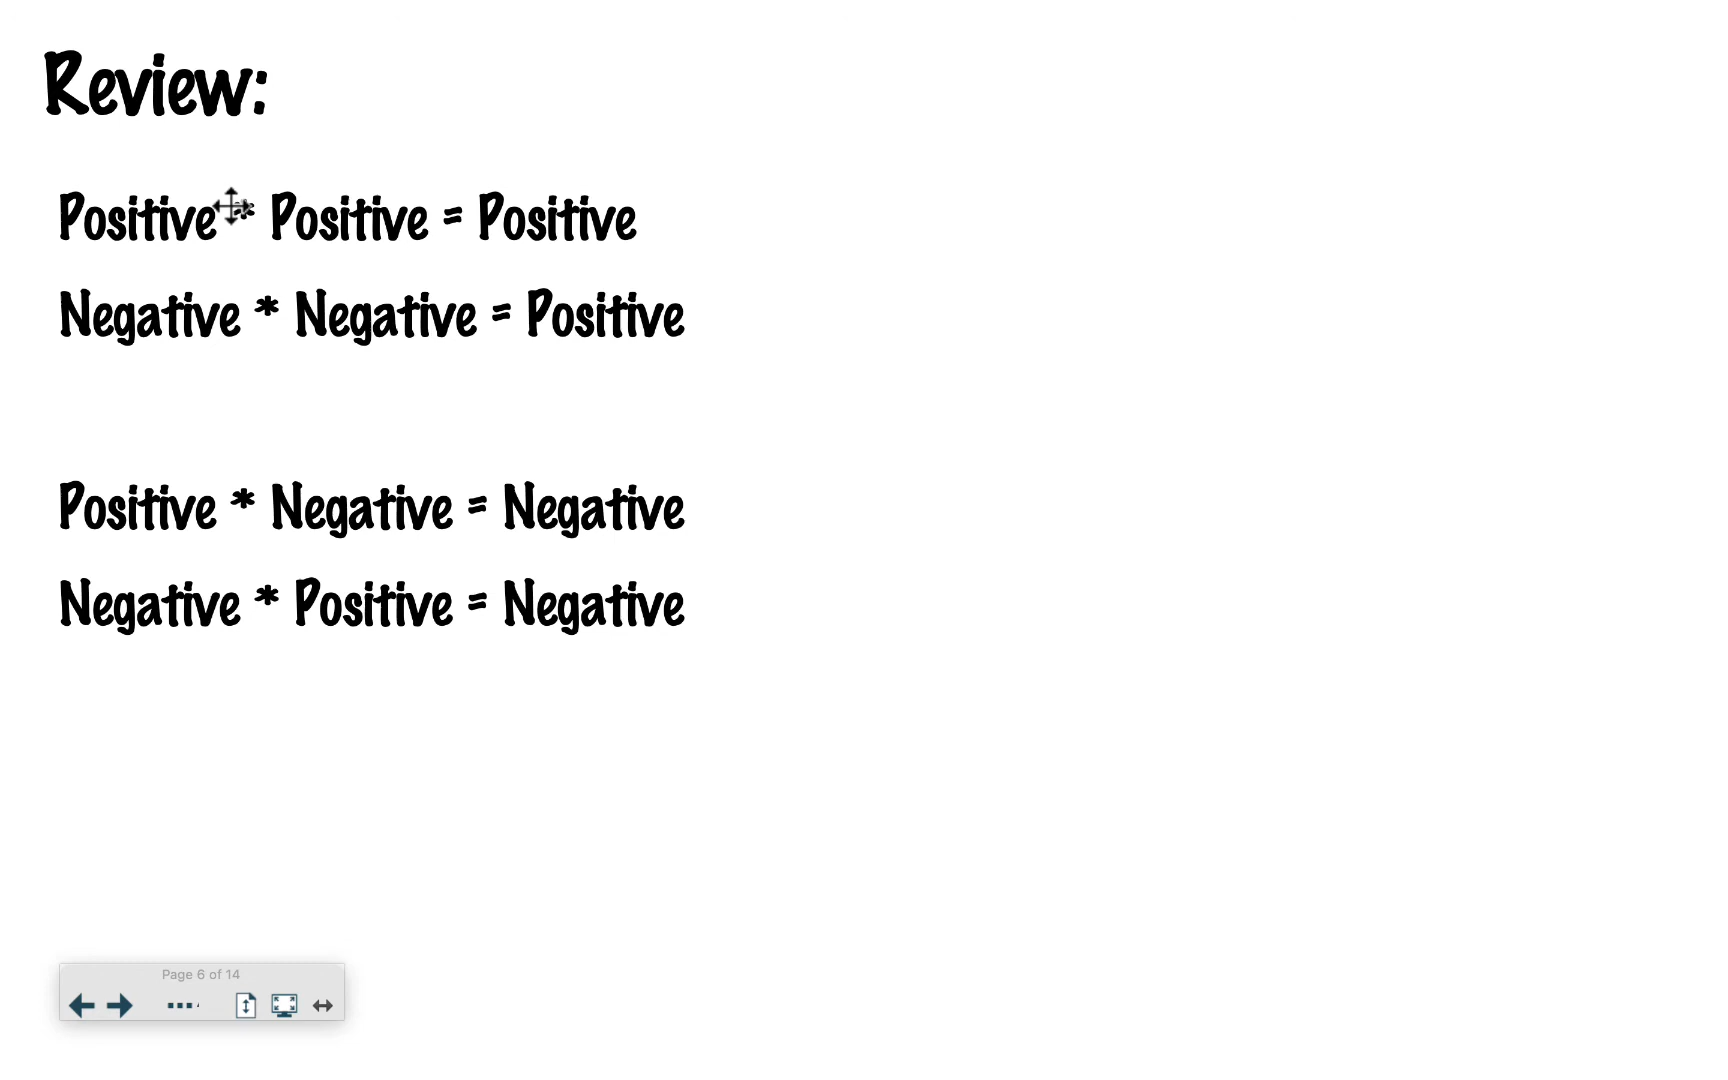 Review:
Positive * Positive = Positive
Negative * Negative = Positive
Positive * Negative = Negative
Negative * Positive = Negative
Page 6 of 14